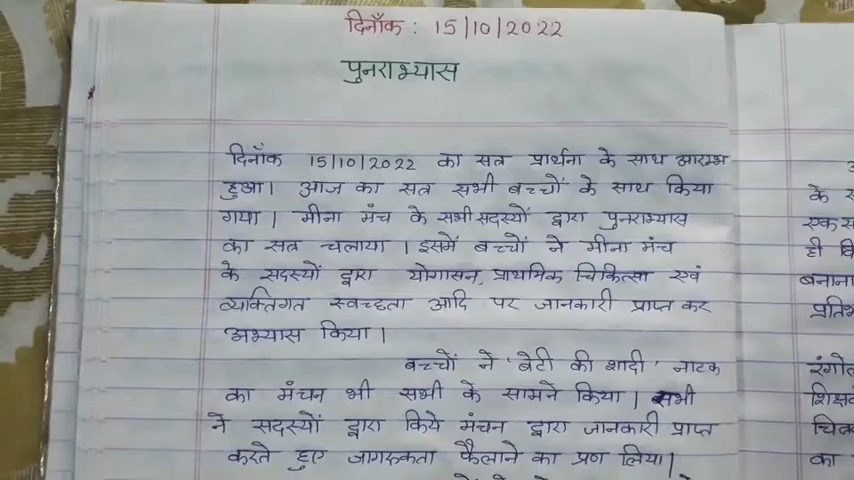 दिनाँक : 15/10/2022
पुनराभ्यास
दिनाँक 15/10/2022 का सत्र प्रार्थना के साथ आरम्भ
हुआ। आज का सत्र सभी बच्चों के साथ किया
गया। मीना मंच के सभी सदस्यों द्वारा पुनराभ्यास
का सत्र चलाया। इसमें बच्चों ने मीना मंच
के सदस्यों द्वारा योगासन, प्राथमिक चिकित्सा एवं
व्यक्तिगत स्वच्छता आदि पर जानकारी प्राप्त कर
अभ्यास किया।
बच्चों ने 'बेटी की शादी' नाटक
का मंचन भी सभी के सामने किया। सभी
ने सदस्यों द्वारा किये मंचन द्वारा जानकारी प्राप्त
करते हुए जागरुकता फैलाने का प्रण लिया।
के
एक
ही
बनाना
का